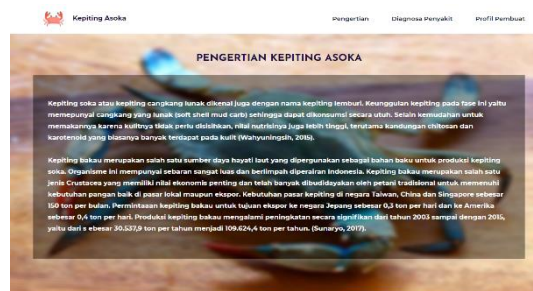 Kepiting Asoka
Pengertian Diagnosa Penyakit Profil Pembuat
PENGERTIAN KEPITING ASOKA
Kepiting soka atau kepiting cangkang lunak dikenal juga dengan nama kepiting lemburi. Keunggulan kepiting pada fase ini yaitu
memepunyai cangkang yang lunak (soft shell mud carb) sehingga dapat dikonsumsi secara utuh. Selain kemudahan untuk
memakannya karena kulitnya tidak perlu disisihkan, nilai nutrisinya juga lebih tinggi, terutama kandungan chitosan dan
karotenoid yang biasanya banyak terdapat pada kulit (Wahyuningsih, 2015).
Kepiting bakau merupakan salah satu sumber daya hayati laut yang dipergunakan sebagai bahan baku untuk produksi kepiting
soka. Organisme ini mempunyai sebaran sangat luas dan berlimpah diperairan Indonesia. Kepiting bakau merupakan salah satu
jenis Crustacea yang memiliki nilai ekonomis penting dan telah banyak dibudidayakan oleh petani tradisional untuk memenuhi
kebutuhan pangan baik di pasar lokal maupun ekspor. Kebutuhan pasar kepiting di negara Taiwan, China dan Singapore sebesar
150 ton per bulan. Permintaan kepiting bakau untuk tujuan ekspor ke negara Jepang sebesar 0,3 ton per hari dan ke Amerika
sebesar 0,4 ton per hari. Produksi kepiting bakau mengalami peningkatan secara signifikan dari tahun 2003 sampai dengan 2015,
yaitu dari s ebesar 30.537,9 ton per tahun menjadi 109.624,4 ton per tahun. (Sunaryo, 2017).